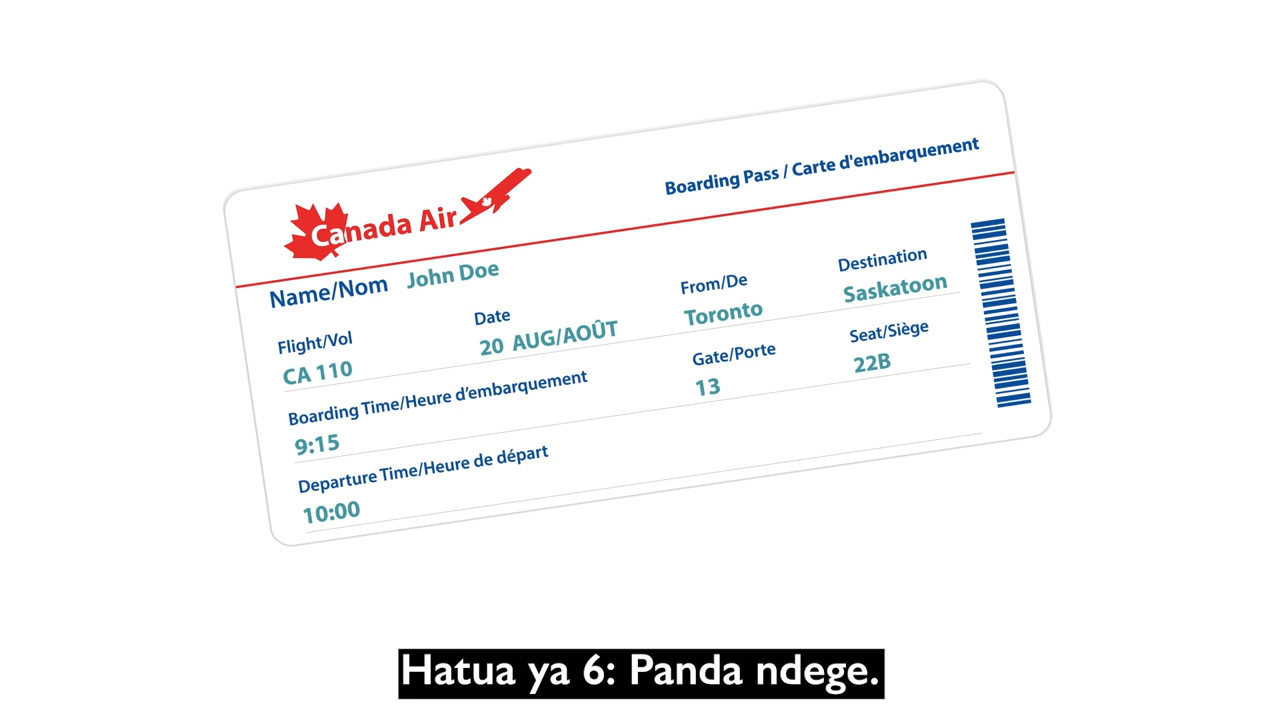 Canada Air
Boarding Pass / Carte d'embarquement
Name/Nom John Doe
Flight/Vol
CA 110
Date
20 AUG/AOÛT
From/De
Toronto
Destination
Saskatoon
Boarding Time/Heure d'embarquement
9:15
Gate/Porte
13
Seat/Siège
22B
Departure Time/Heure de départ
10:00
Hatua ya 6: Panda ndege.